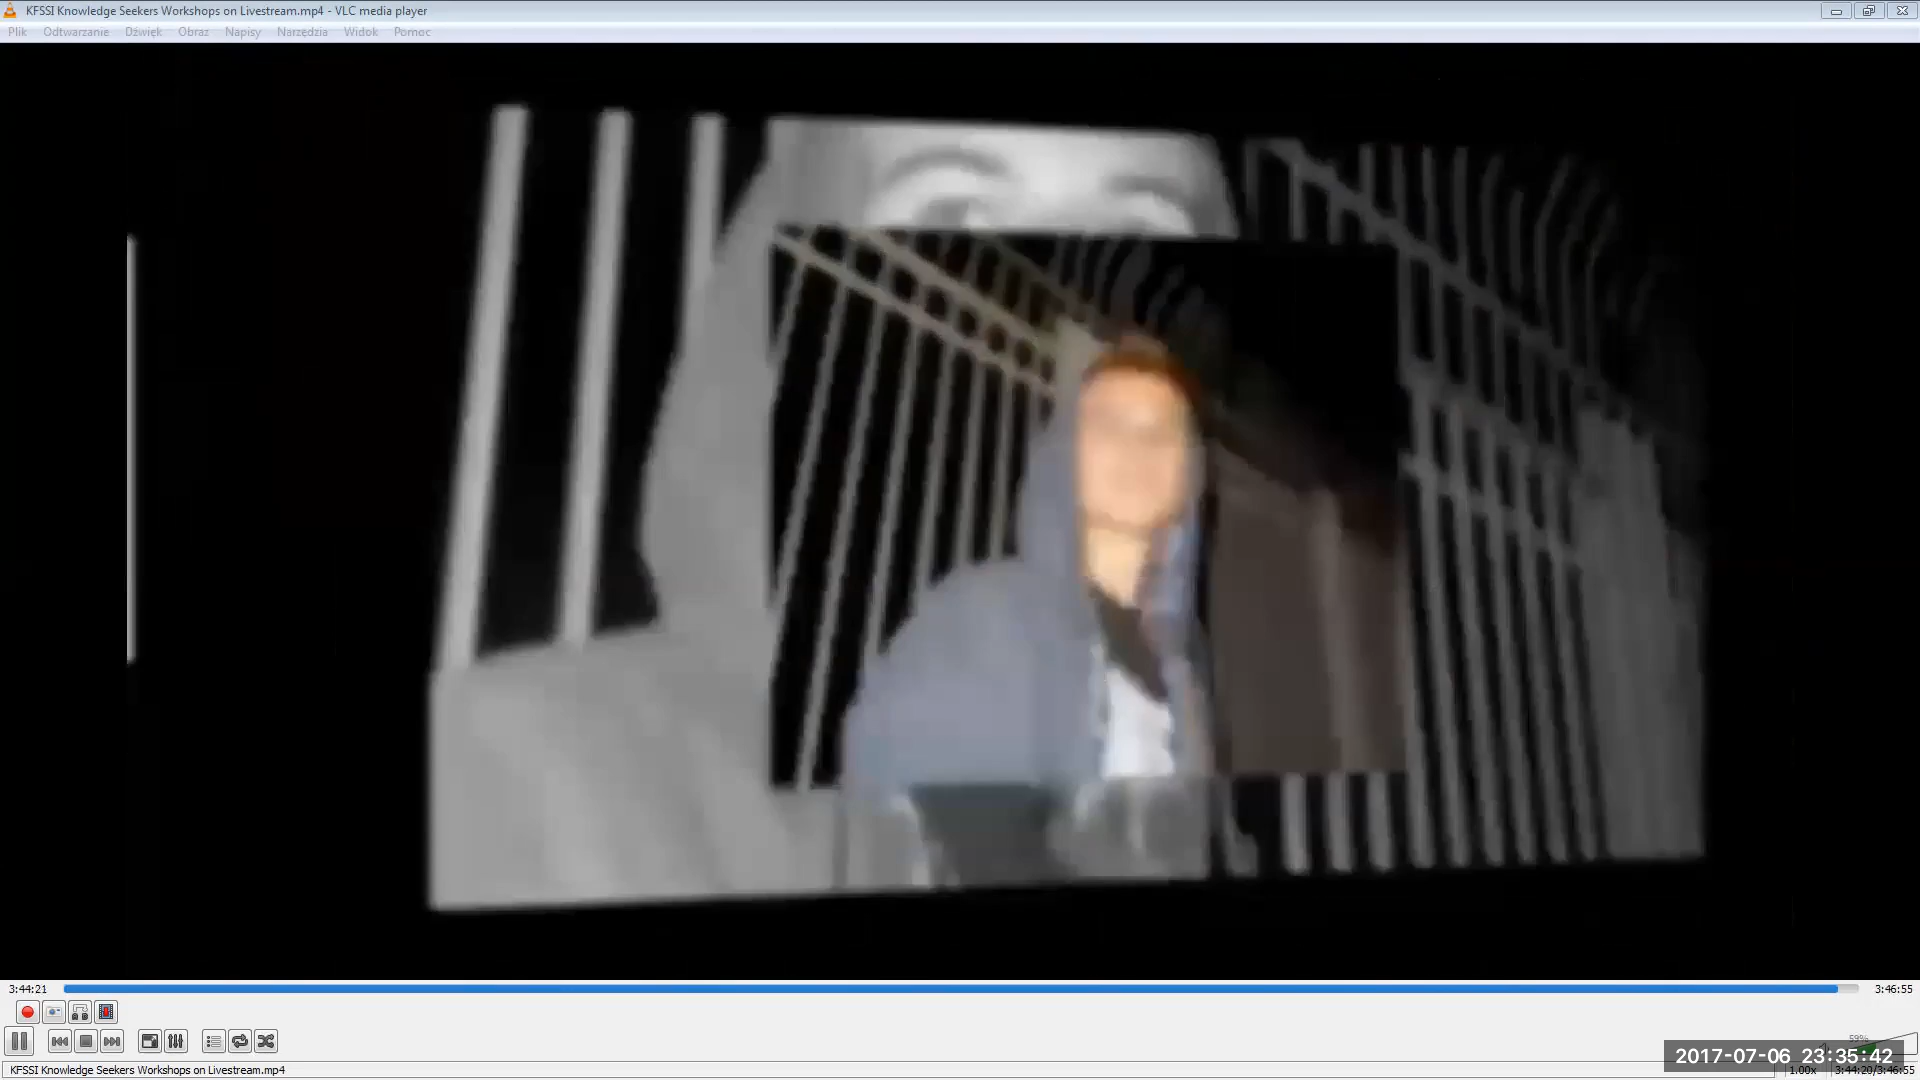 KFSSI Knowledge Seekers Workshops on Livestream.mp4 - VLC media player
Plik Odtwarzanie Dźwięk Obraz Napisy Narzędzia Widok Pomoc
3:44:21 3:46:55
59%
2017-07-06 23:35:42
KFSSI Knowledge Seekers Workshops on Livestream.mp4 1.00x 3:44:20/3:46:55